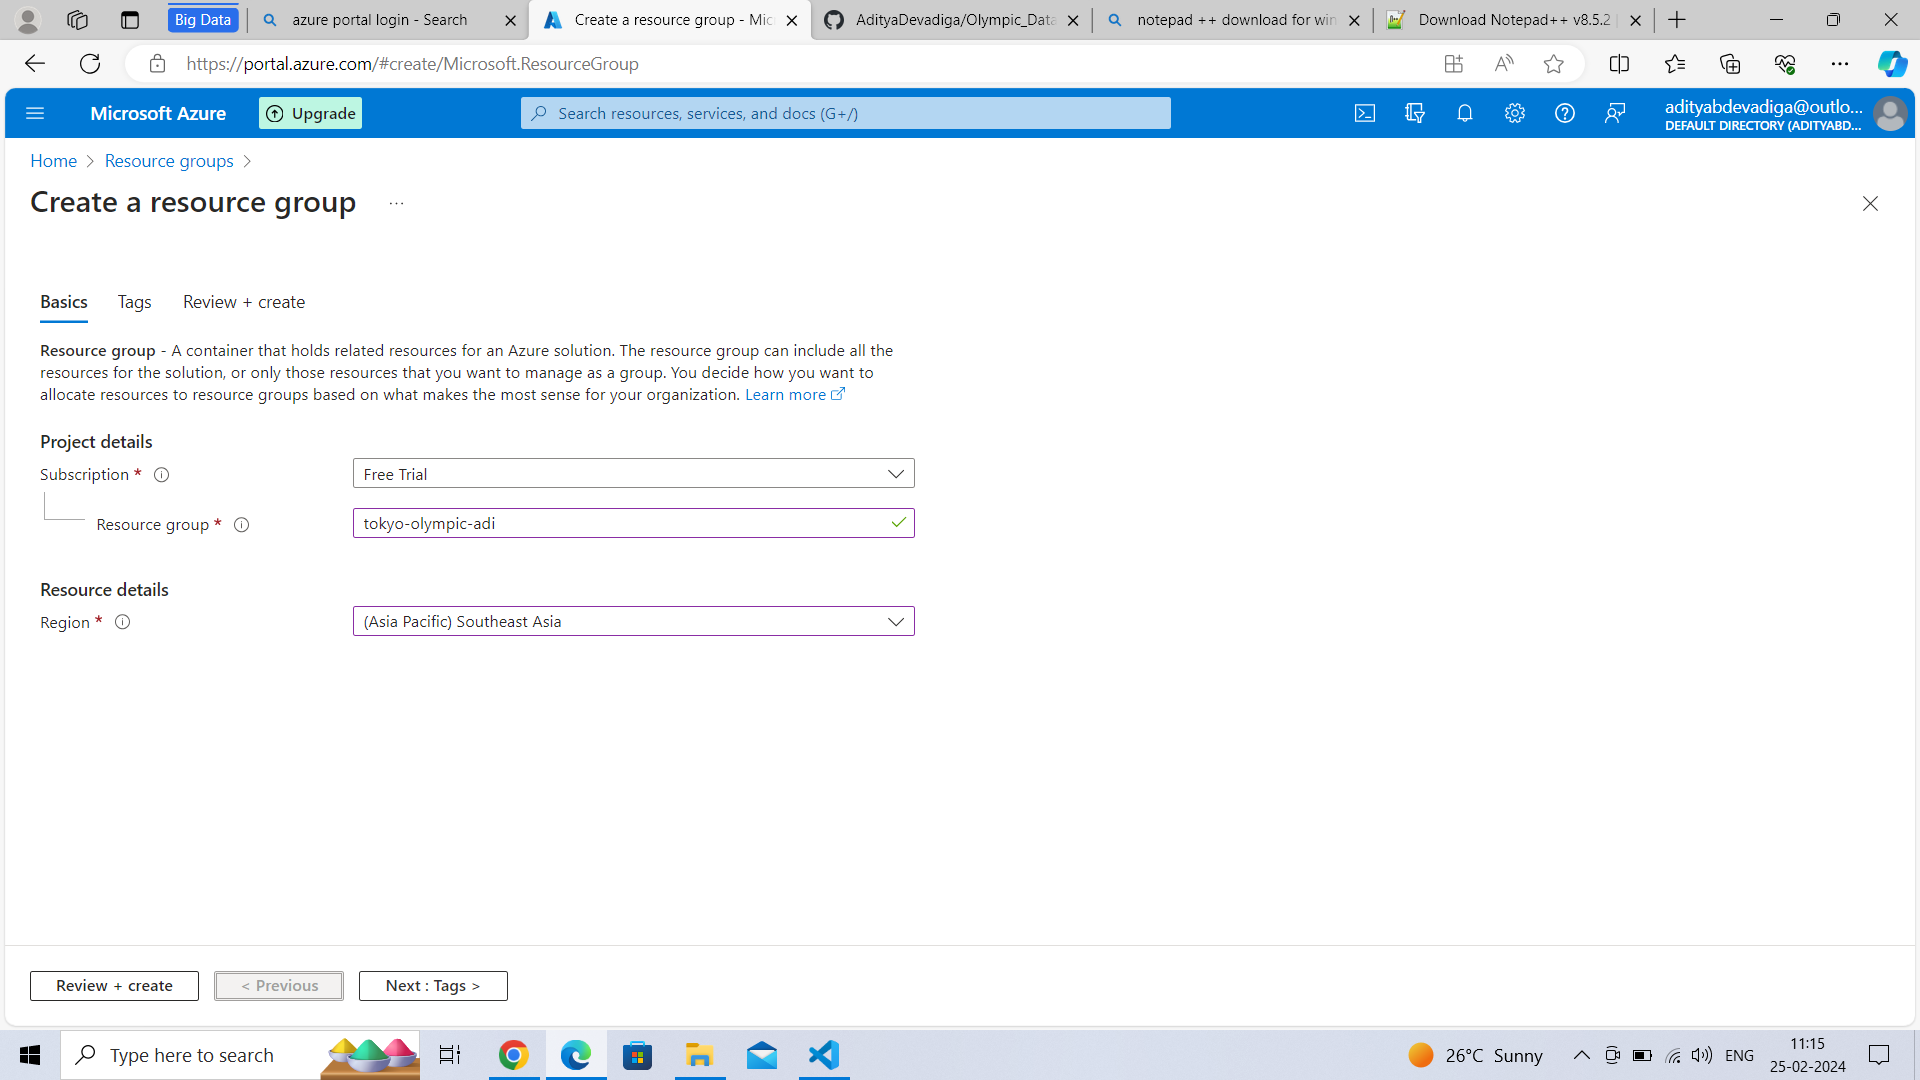 Big Data
azure portal login - Search
Create a resource group - Mic
AdityaDevadiga/Olympic_Data
notepad ++ download for win
Download Notepad++ v8.5.2 |
https://portal.azure.com/#create/Microsoft.ResourceGroup
Microsoft Azure
Upgrade
Search resources, services, and docs (G+/)
adityabdevadiga@outlo...
DEFAULT DIRECTORY (ADITYABD...
Home
Resource groups
Create a resource group
...
Basics
Tags
Review + create
Resource group - A container that holds related resources for an Azure solution. The resource group can include all the
resources for the solution, or only those resources that you want to manage as a group. You decide how you want to
allocate resources to resource groups based on what makes the most sense for your organization. Learn more
Project details
Subscription *
Free Trial
Resource group *
tokyo-olympic-adi
Resource details
Region *
(Asia Pacific) Southeast Asia
Review + create
< Previous
Next : Tags >
Type here to search
26°C Sunny
ENG
11:15
25-02-2024